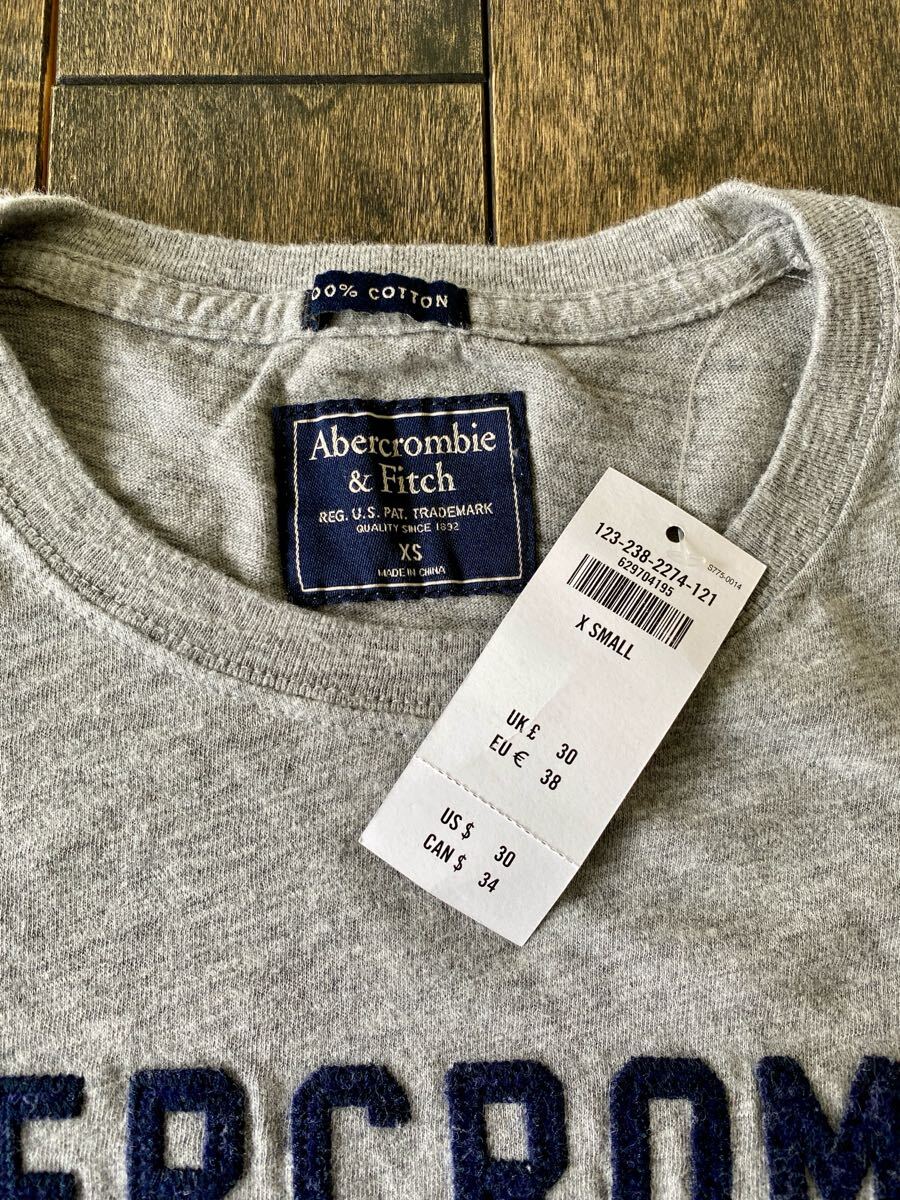 00% COTTON
Abercrombie
& Fitch
REG. U.S. PAT. TRADEMARK
QUALITY SINCE 1892
XS
MADE IN CHINA
123-238-2274-121
629704195
S775-0014
X SMALL
UK £ 30
EU € 38
US $ 30
CAN $ 34
ERCROM